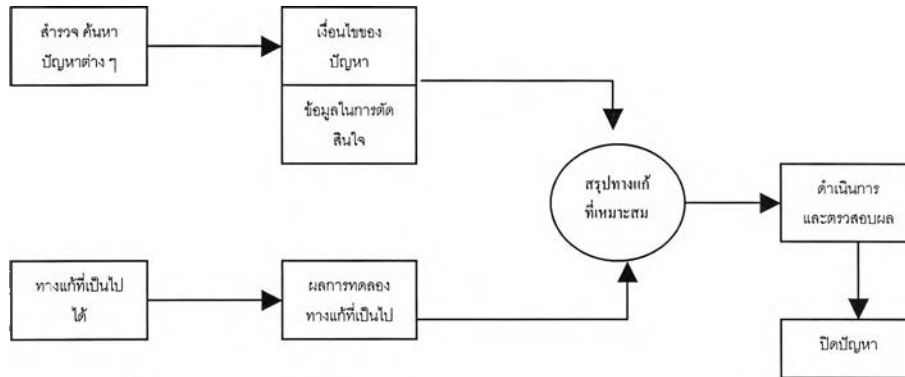 สำรวจ ค้นหา
ปัญหาต่าง ๆ
เงื่อนไขของ
ปัญหา
ข้อมูลในการตัด
สินใจ
สรุปทางแก้
ที่เหมาะสม
ดำเนินการ
และตรวสอบผล
ทางแก้ที่เป็นไป
ได้
ผลการทดลอง
ทางแก้ที่เป็นไป
ปิดปัญหา